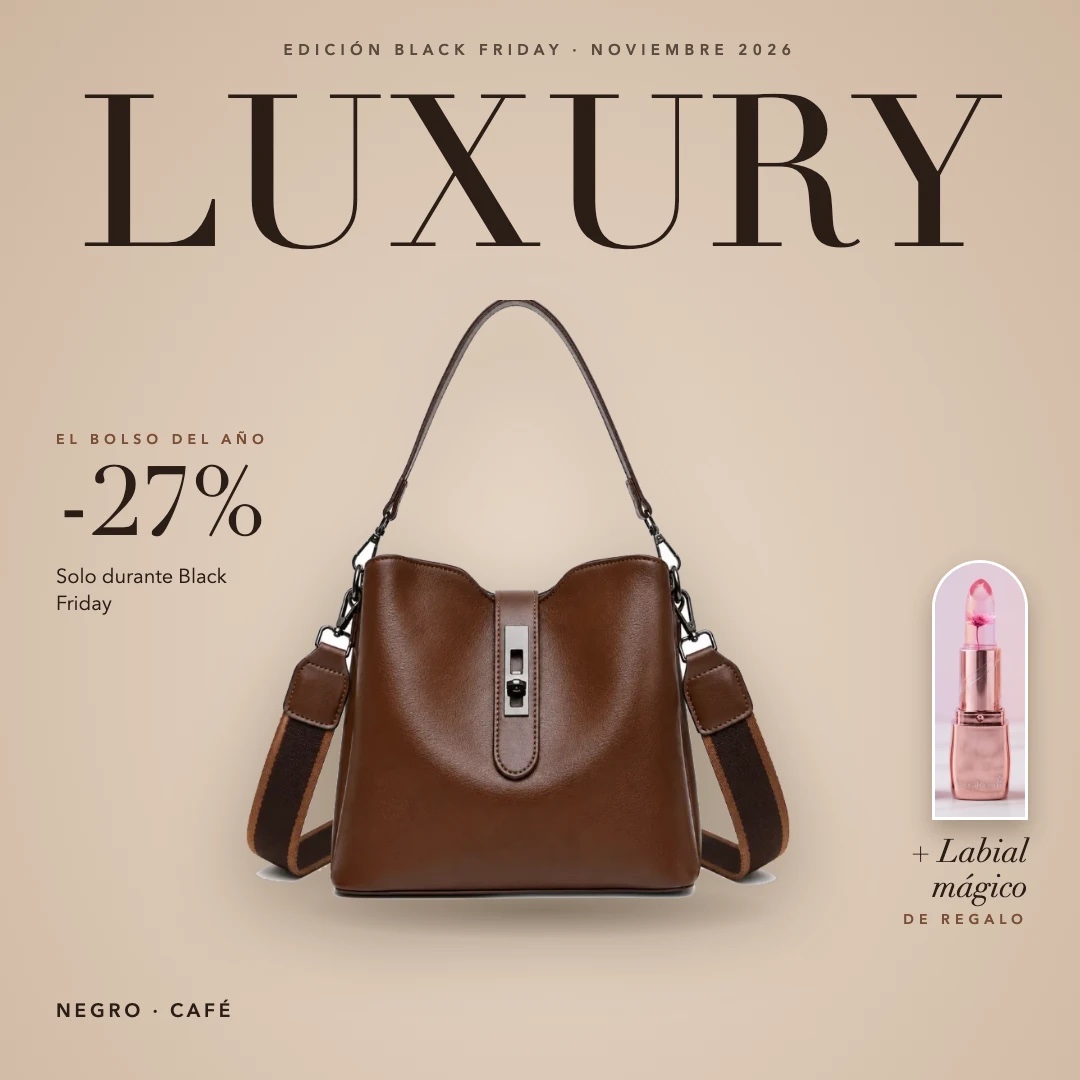 EDICIÓN BLACK FRIDAY · NOVIEMBRE 2026
LUXURY
EL BOLSO DEL AÑO
-27%
Solo durante Black
Friday
+ Labial
mágico
DE REGALO
NEGRO · CAFÉ